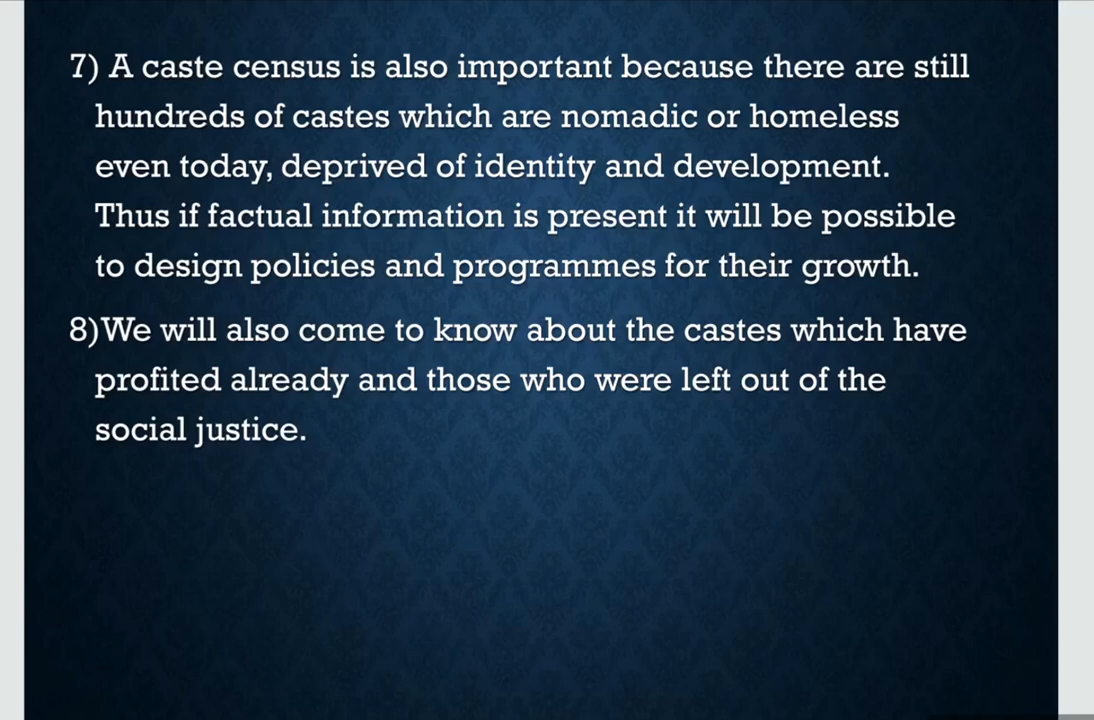 7) A caste census is also important because there are still
hundreds of castes which are nomadic or homeless
even today, deprived of identity and development.
Thus if factual information is present it will be possible
to design policies and programmes for their growth.
8)We will also come to know about the castes which have
profited already and those who were left out of the
social justice.